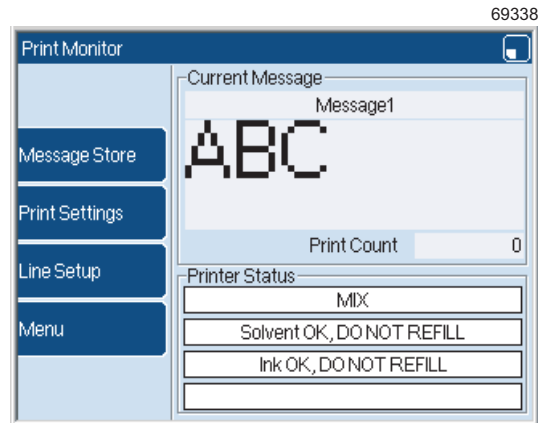 69338
Print Monitor
Current Message
Message1
ABC
Message Store
Print Settings
Print Count 0
Line Setup
Printer Status
MIX
Menu
Solvent OK, DO NOT REFILL
Ink OK, DO NOT REFILL